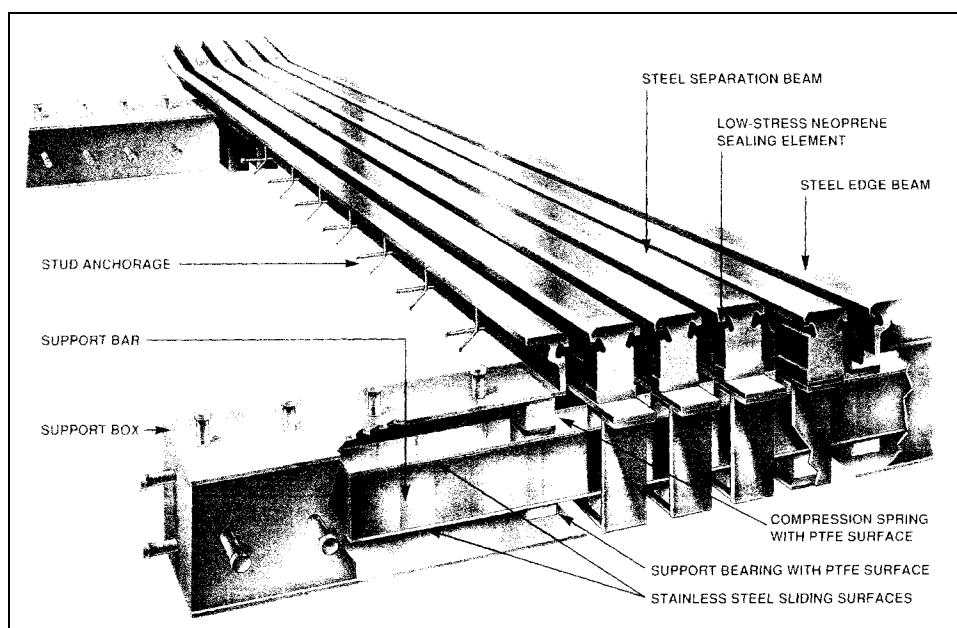 STEEL SEPARATION BEAM
LOW-STRESS NEOPRENE
SEALING ELEMENT
STEEL EDGE BEAM
STUD ANCHORAGE
SUPPORT BAR
SUPPORT BOX
COMPRESSION SPRING
WITH PTFE SURFACE
SUPPORT BEARING WITH PTFE SURFACE
STAINLESS STEEL SLIDING SURFACES